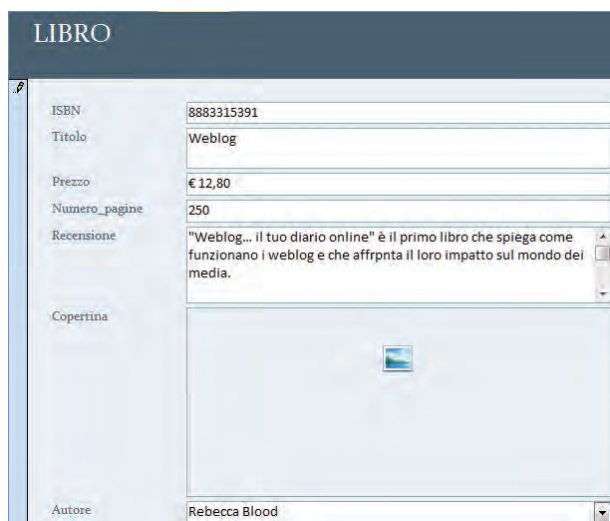 LIBRO
ISBN 8883315391
Titolo Weblog
Prezzo € 12,80
Numero_pagine 250
Recensione "Weblog... il tuo diario online" è il primo libro che spiega come
funzionano i weblog e che affrpnta il loro impatto sul mondo dei
media.
Copertina
Autore Rebecca Blood